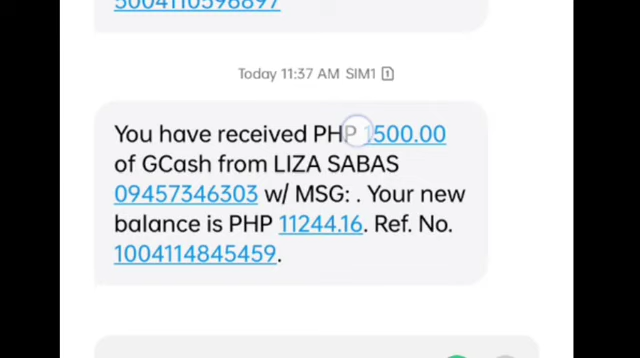 5004110598897
Today 11:37 AM SIM1
You have received PHP 1500.00
of GCash from LIZA SABAS
09457346303 w/ MSG: . Your new
balance is PHP 11244.16. Ref. No.
1004114845459.